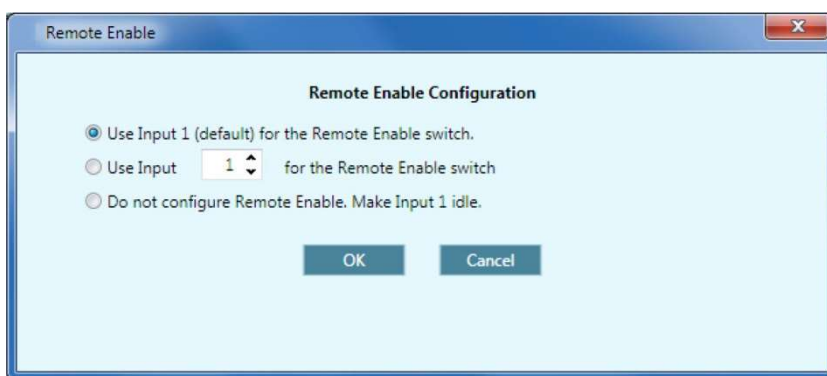 Remote Enable
Remote Enable Configuration
Use Input 1 (default) for the Remote Enable switch.
Use Input 1 for the Remote Enable switch
Do not configure Remote Enable. Make Input 1 idle.
OK Cancel